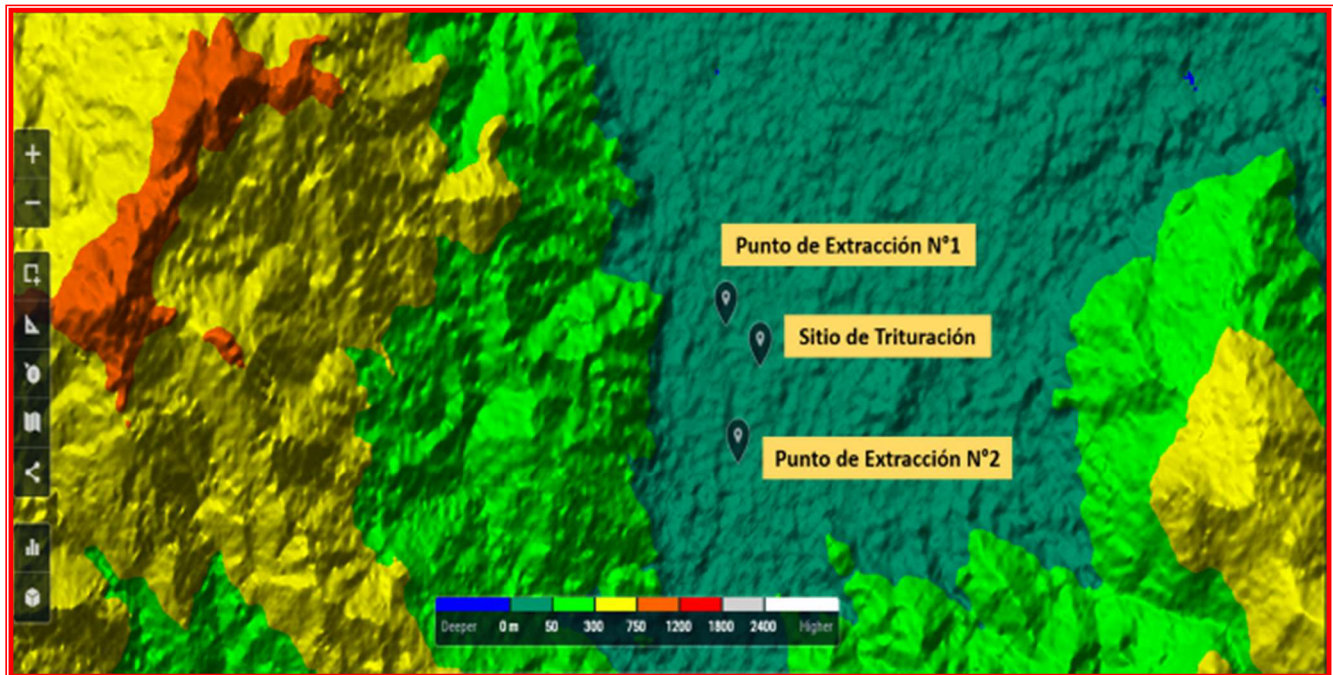 Punto de Extracción N°1
Sitio de Trituración
Punto de Extracción N°2
Deeper 0 m 50 300 750 1200 1800 2400 Higher